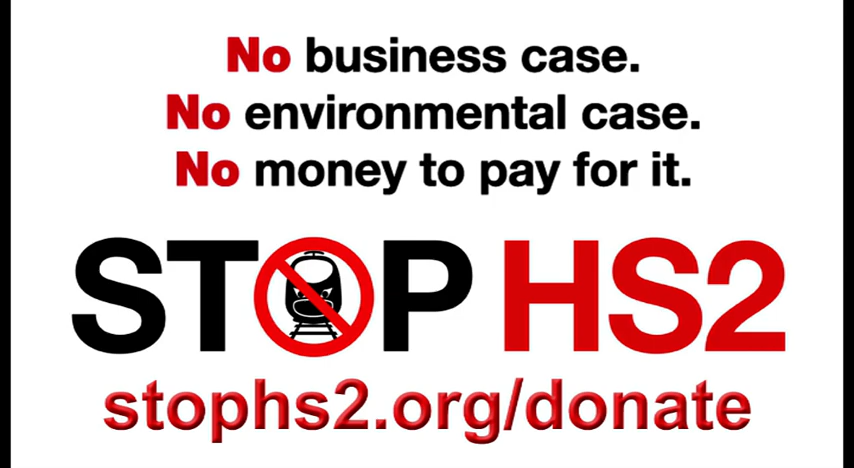 No business case.
No environmental case.
No money to pay for it.
STOP HS2
stophs2.org/donate